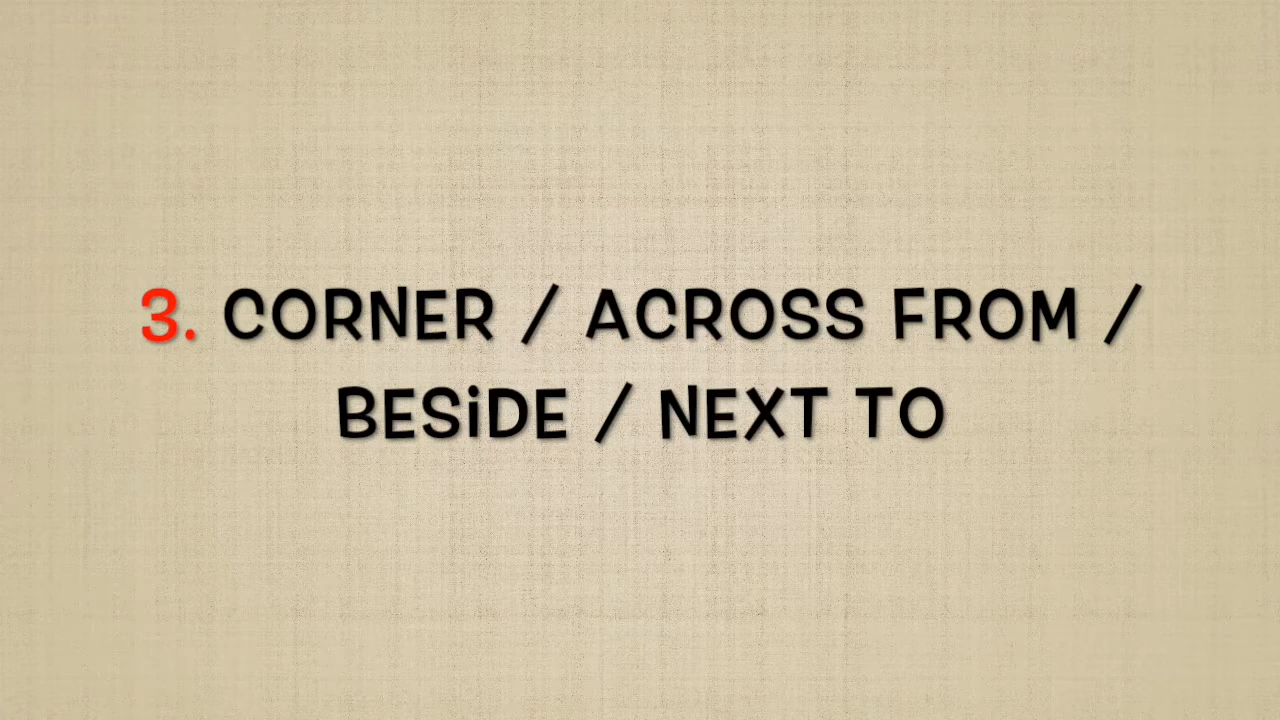 3. CORNER / ACROSS FROM /
BESiDE / NEXT TO